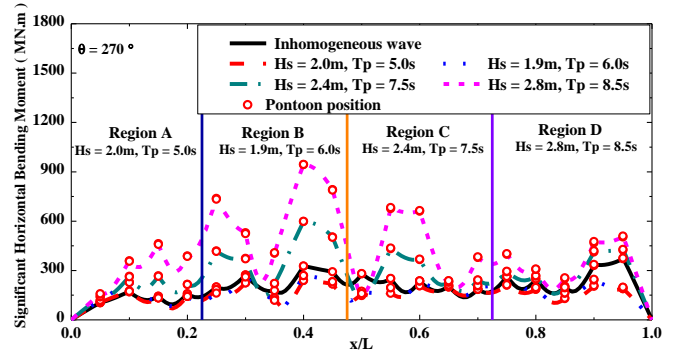 Significant Horizontal Bending Moment ( MN.m )
1800
1500
1200
900
600
300
0
θ = 270 °
Inhomogeneous wave
Hs = 2.0m, Tp = 5.0s
Hs = 1.9m, Tp = 6.0s
Hs = 2.4m, Tp = 7.5s
Hs = 2.8m, Tp = 8.5s
Pontoon position
Region A
Hs = 2.0m, Tp = 5.0s
Region B
Hs = 1.9m, Tp = 6.0s
Region C
Hs = 2.4m, Tp = 7.5s
Region D
Hs = 2.8m, Tp = 8.5s
0.0 0.2 0.4 0.6 0.8 1.0
x/L